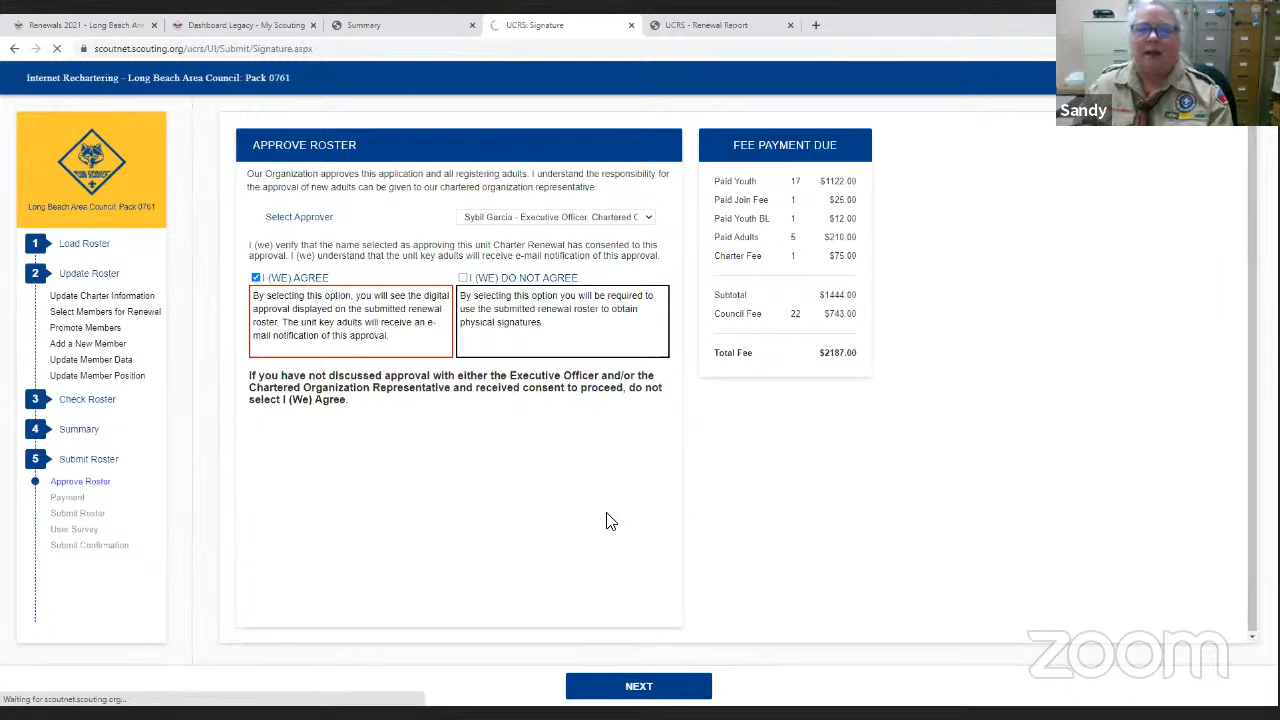 Renewals 2021 - Long Beach Are
Dashboard Legacy - My Scouting
Summary
UCRS: Signature
UCRS - Renewal Report
scoutnet.scouting.org/ucrs/UI/Submit/Signature.aspx
Internet Rechartering - Long Beach Area Council: Pack 0761
Sandy
Long Beach Area Council: Pack 0761
1 Load Roster
2 Update Roster
Update Charter Information
Select Members for Renewal
Promote Members
Add a New Member
Update Member Data
Update Member Position
3 Check Roster
4 Summary
5 Submit Roster
Approve Roster
Payment
Submit Roster
User Survey
Submit Confirmation
APPROVE ROSTER
Our Organization approves this application and all registering adults. I understand the responsibility for
the approval of new adults can be given to our chartered organization representative.
Select Approver
Sybil Garcia - Executive Officer, Chartered C
I (we) verify that the name selected as approving this unit Charter Renewal has consented to this
approval. I (we) understand that the unit key adults will receive e-mail notification of this approval.
I (WE) AGREE
By selecting this option, you will see the digital
approval displayed on the submitted renewal
roster. The unit key adults will receive an e-
mail notification of this approval.
I (WE) DO NOT AGREE
By selecting this option you will be required to
use the submitted renewal roster to obtain
physical signatures.
If you have not discussed approval with either the Executive Officer and/or the
Chartered Organization Representative and received consent to proceed, do not
select I (We) Agree.
FEE PAYMENT DUE
Paid Youth 17 $1122.00
Paid Join Fee 1 $25.00
Paid Youth BL 1 $12.00
Paid Adults 5 $210.00
Charter Fee 1 $75.00
Subtotal $1444.00
Council Fee 22 $743.00
Total Fee $2187.00
zoom
NEXT
Waiting for scoutnet.scouting.org...